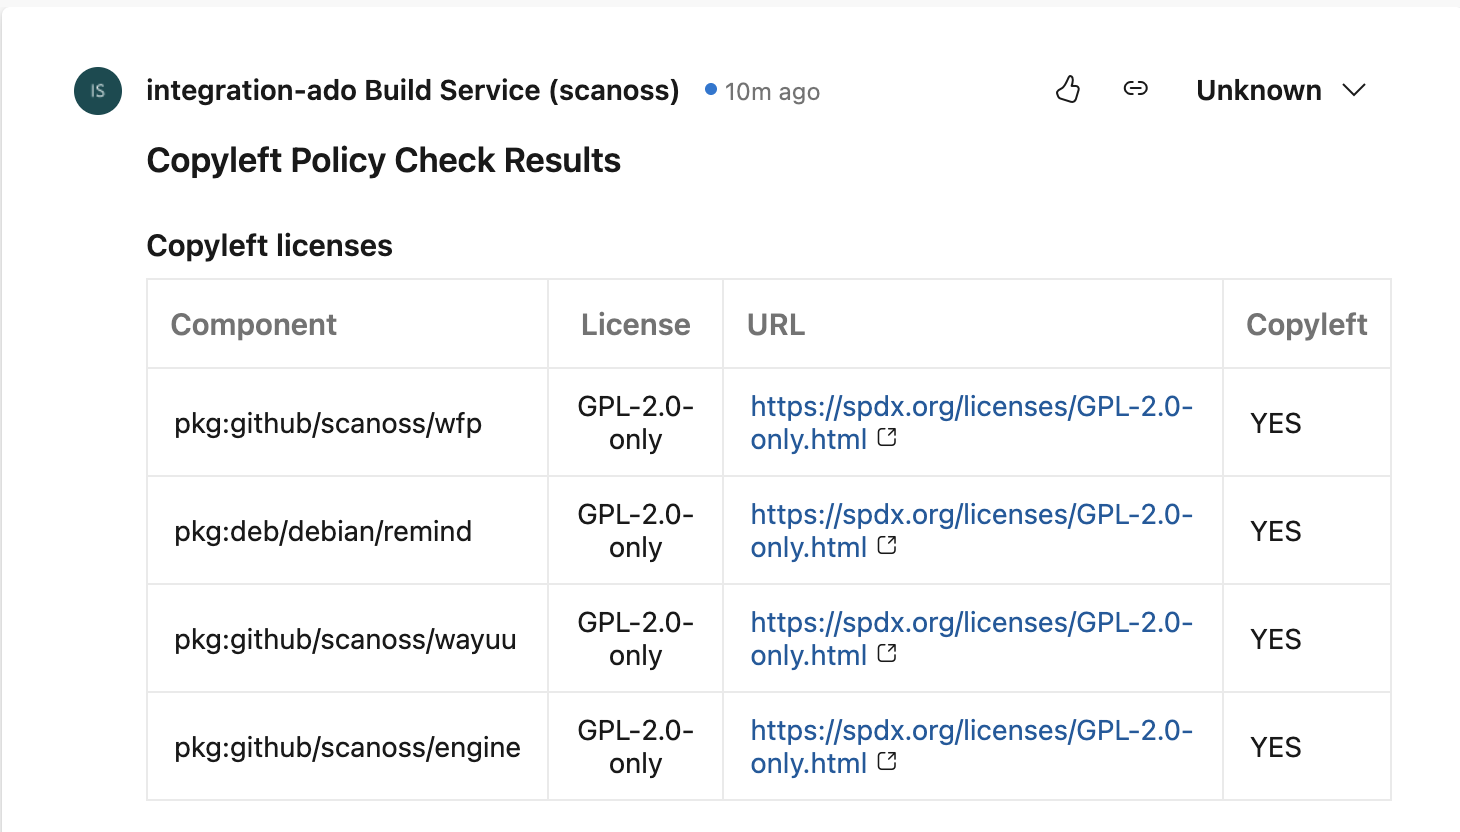 IS
integration-ado Build Service (scanoss)
10m ago
Unknown
Copyleft Policy Check Results
Copyleft licenses
Component
License
URL
Copyleft
pkg:github/scanoss/wfp
GPL-2.0-
only
https://spdx.org/licenses/GPL-2.0-
only.html
YES
pkg:deb/debian/remind
GPL-2.0-
only
https://spdx.org/licenses/GPL-2.0-
only.html
YES
pkg:github/scanoss/wayuu
GPL-2.0-
only
https://spdx.org/licenses/GPL-2.0-
only.html
YES
pkg:github/scanoss/engine
GPL-2.0-
only
https://spdx.org/licenses/GPL-2.0-
only.html
YES